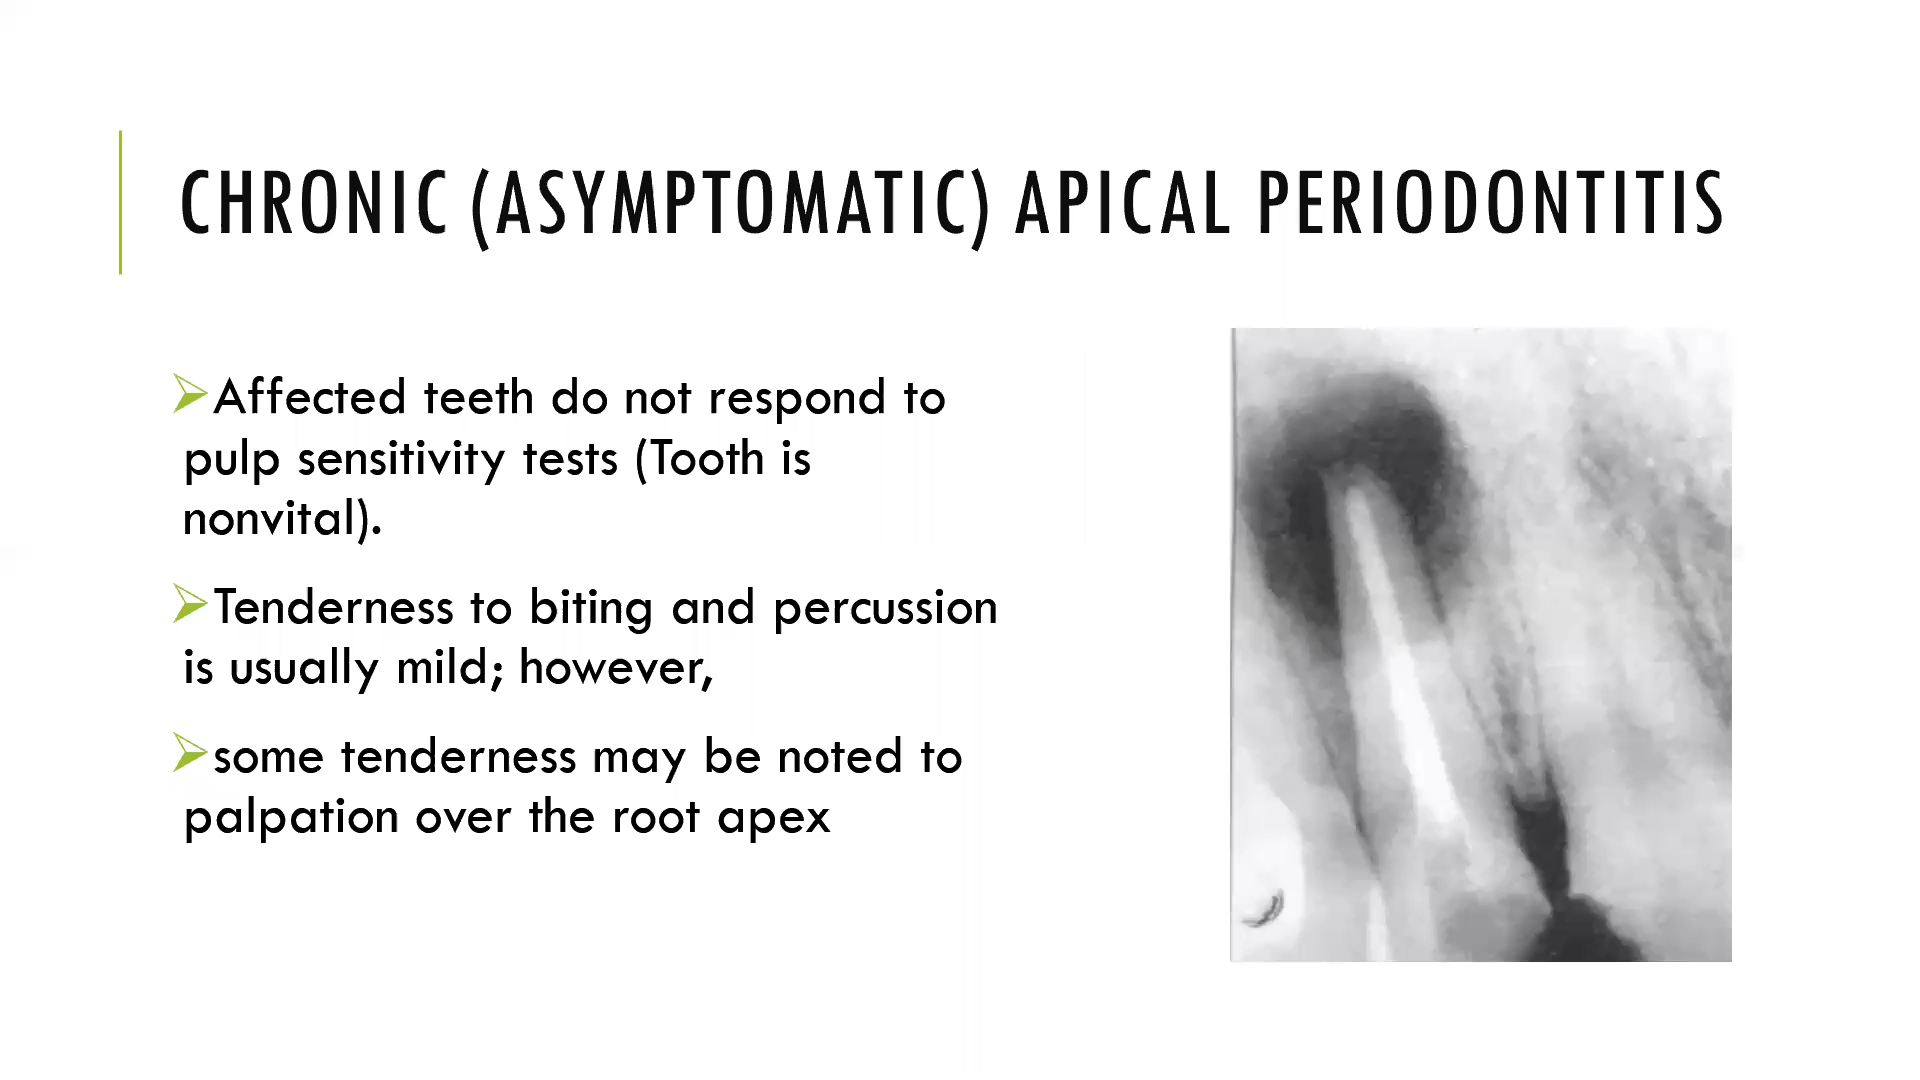 CHRONIC (ASYMPTOMATIC) APICAL PERIODONTITIS
Affected teeth do not respond to
pulp sensitivity tests (Tooth is
nonvital).
Tenderness to biting and percussion
is usually mild; however,
some tenderness may be noted to
palpation over the root apex